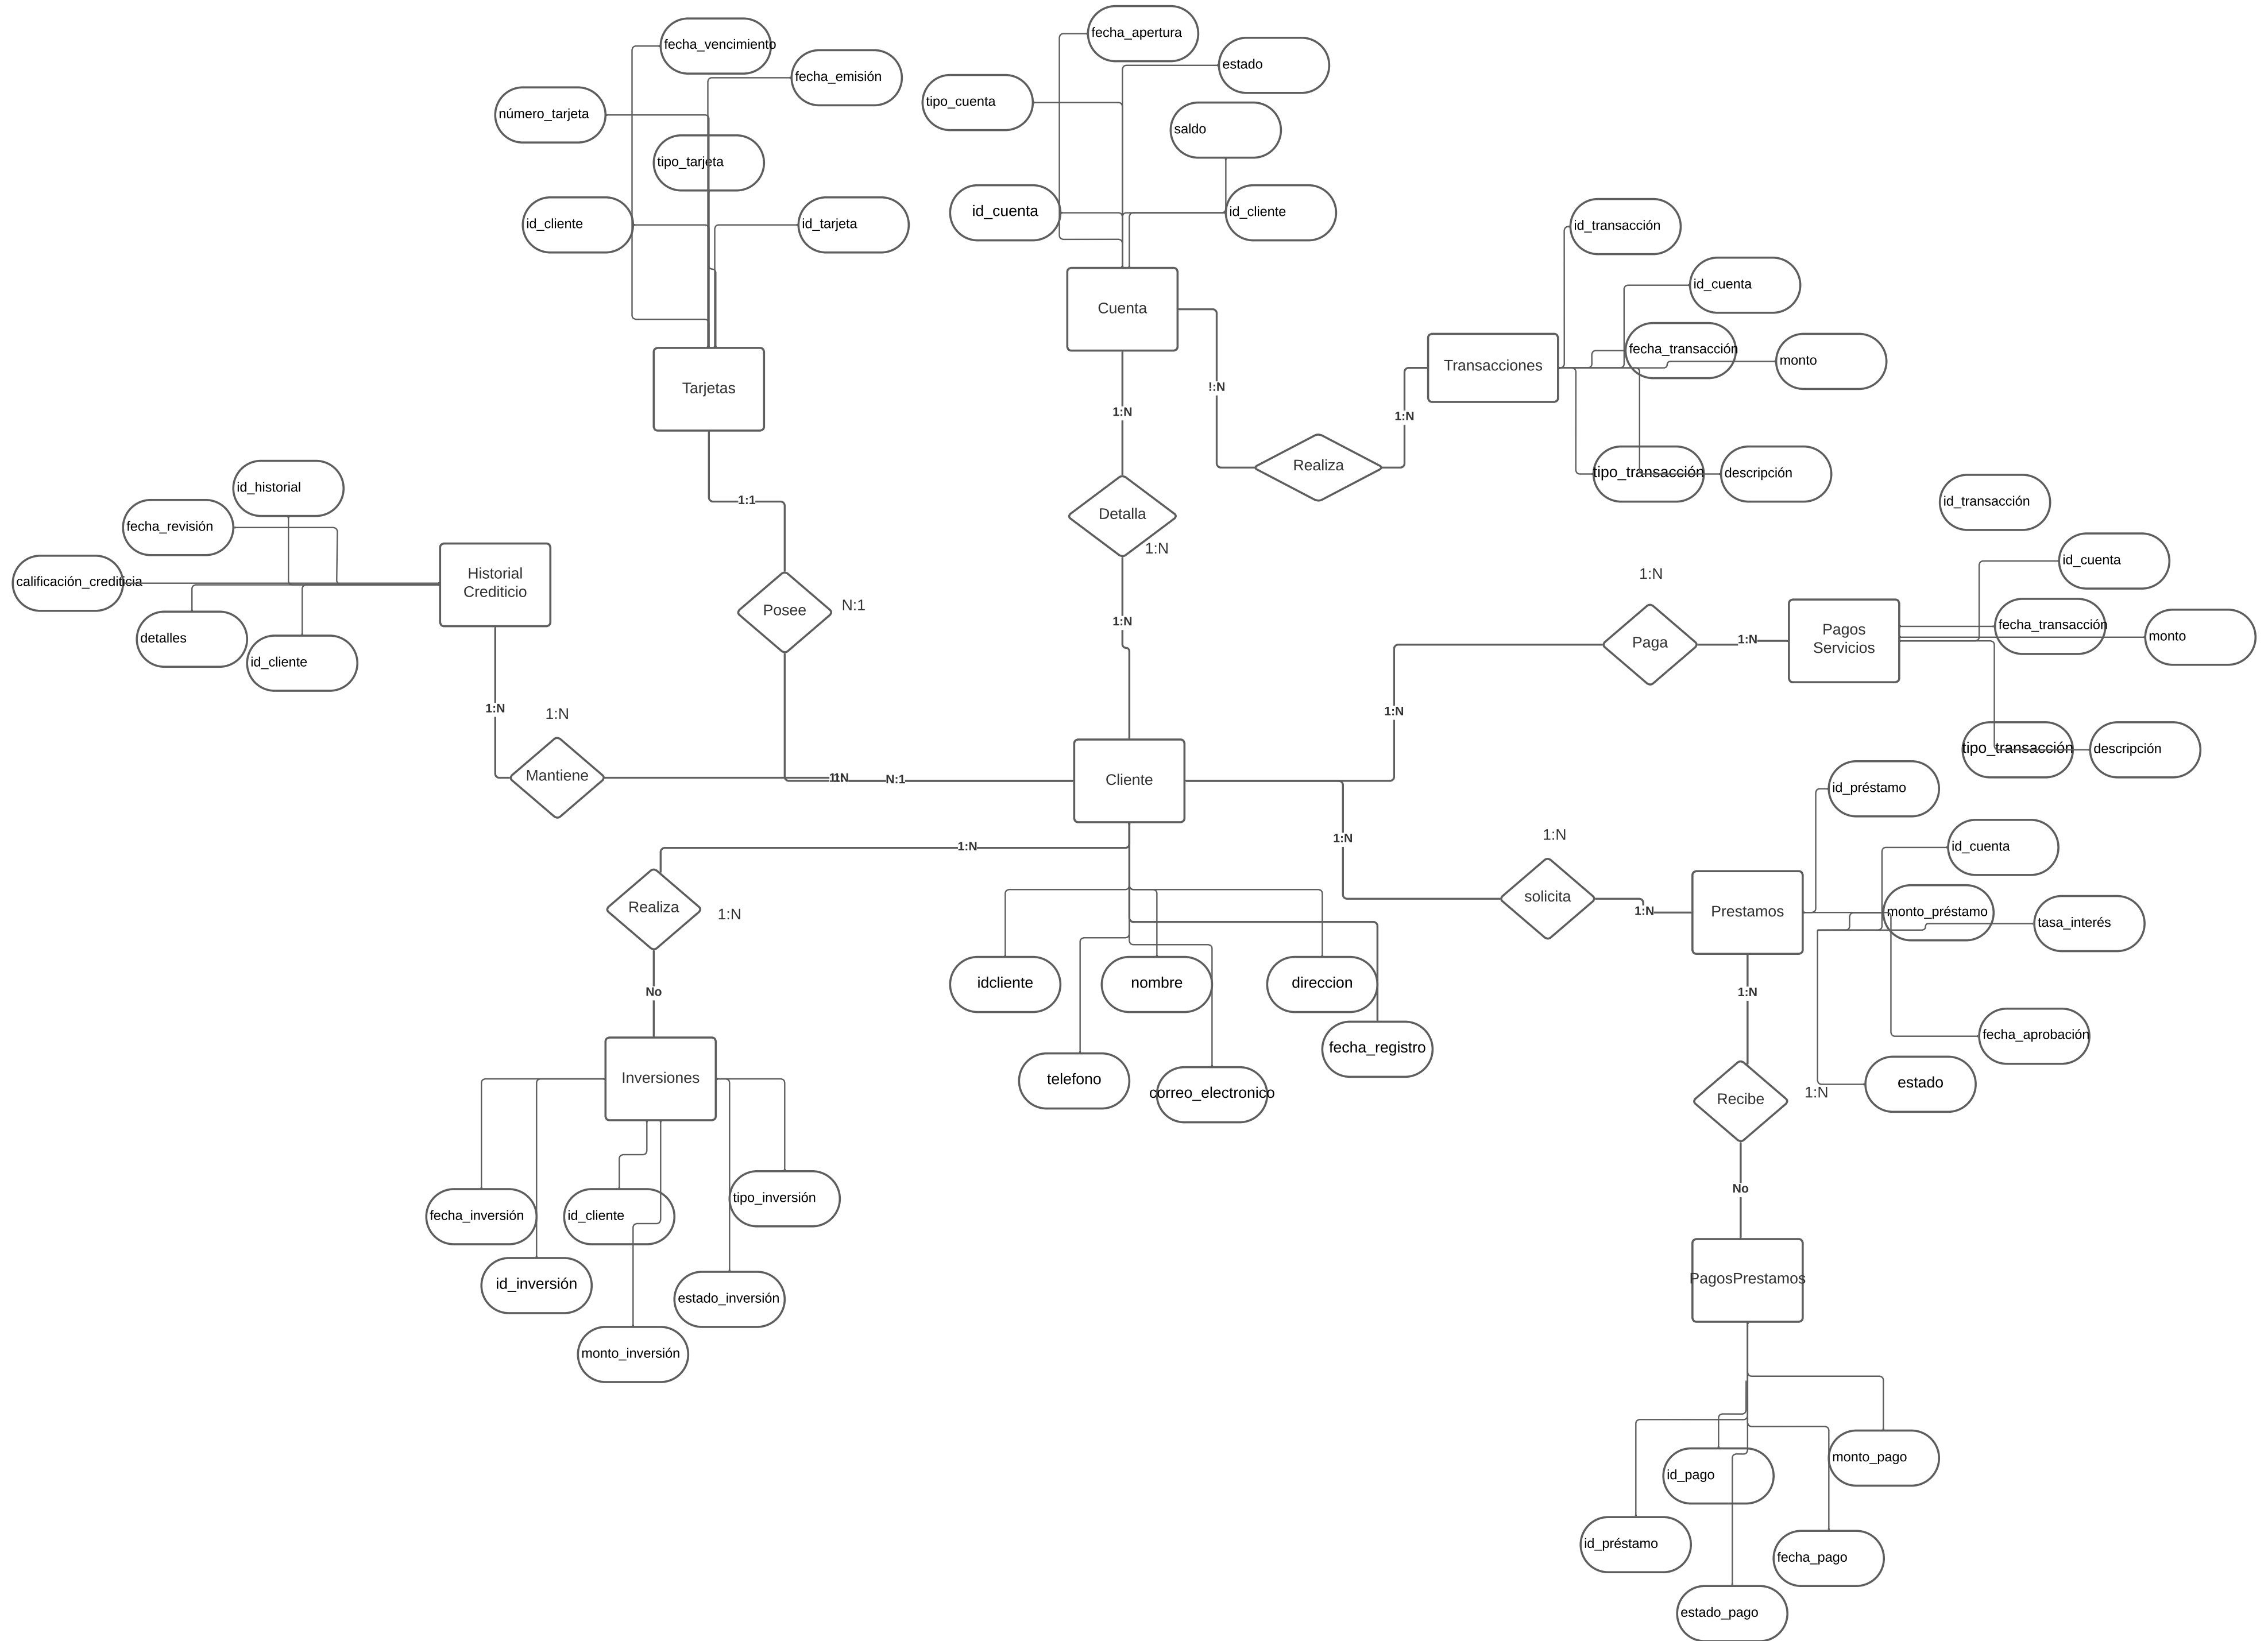 fecha_vencimiento
fecha_emisión
número_tarjeta
tipo_tarjeta
id_cliente
id_tarjeta
Tarjetas
fecha_apertura
estado
tipo_cuenta
saldo
id_cuenta
id_cliente
Cuenta
id_transacción
id_cuenta
fecha_transacción
monto
Transacciones
tipo_transacción
descripción
!:N
1:N
Realiza
1:N
Detalla
1:N
1:N
1:1
Posee
N:1
id_historial
fecha_revisión
calificación_crediticia
detalles
id_cliente
Historial
Crediticio
1:N
1:N
Mantiene
1:N
N:1
Cliente
id_transacción
id_cuenta
fecha_transacción
monto
Pagos
Servicios
tipo_transacción
descripción
1:N
Paga
1:N
1:N
1:N
1:N
solicita
1:N
Prestamos
id_préstamo
id_cuenta
monto_préstamo
tasa_interés
fecha_aprobación
estado
1:N
Realiza
1:N
No
idcliente
nombre
direccion
fecha_registro
telefono
correo_electronico
Inversiones
fecha_inversión
id_cliente
tipo_inversión
id_inversión
estado_inversión
monto_inversión
1:N
Recibe
1:N
No
PagosPrestamos
monto_pago
id_pago
id_préstamo
fecha_pago
estado_pago